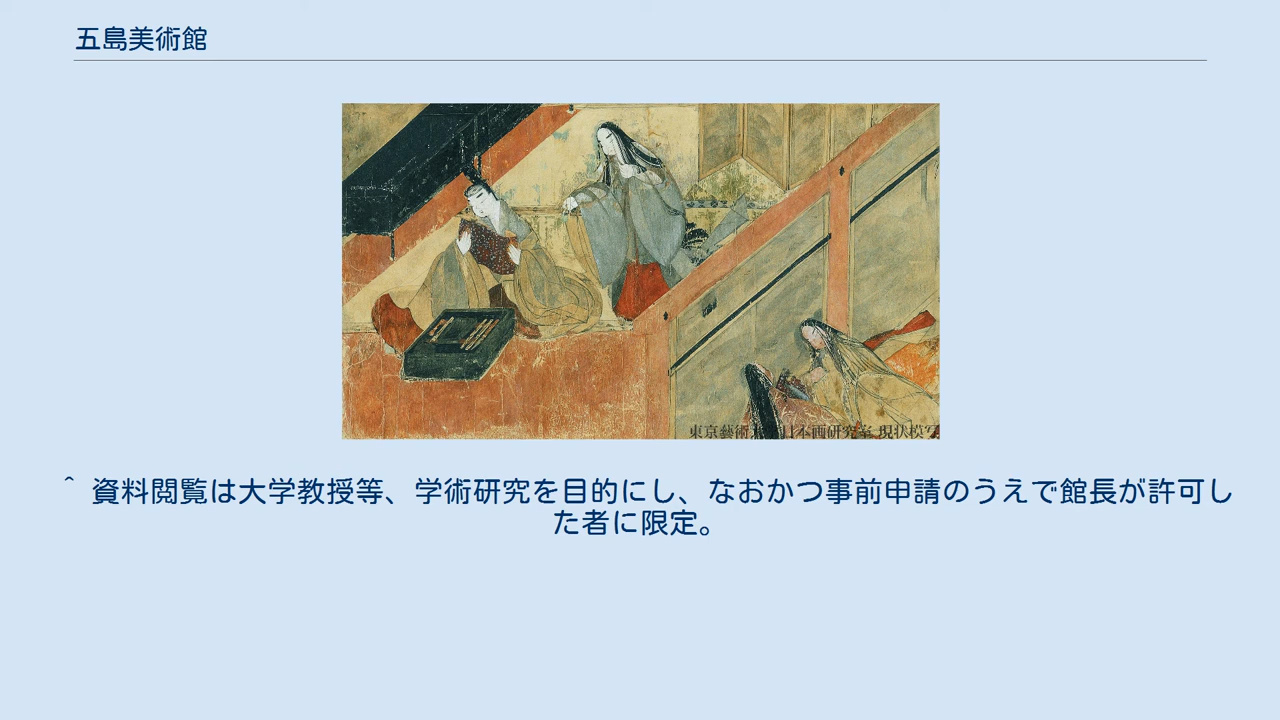 五島美術館
東京藝術大 日本画研究室 現状模写
^ 資料閲覧は大学教授等、学術研究を目的にし、なおかつ事前申請のうえで館長が許可し
た者に限定。